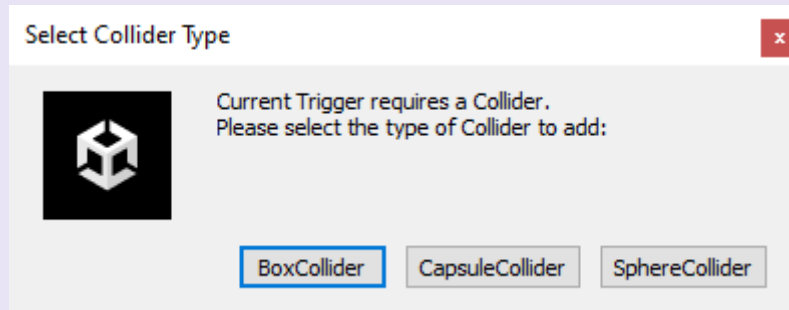 Select Collider Type
x
Current Trigger requires a Collider.
Please select the type of Collider to add:
BoxCollider CapsuleCollider SphereCollider